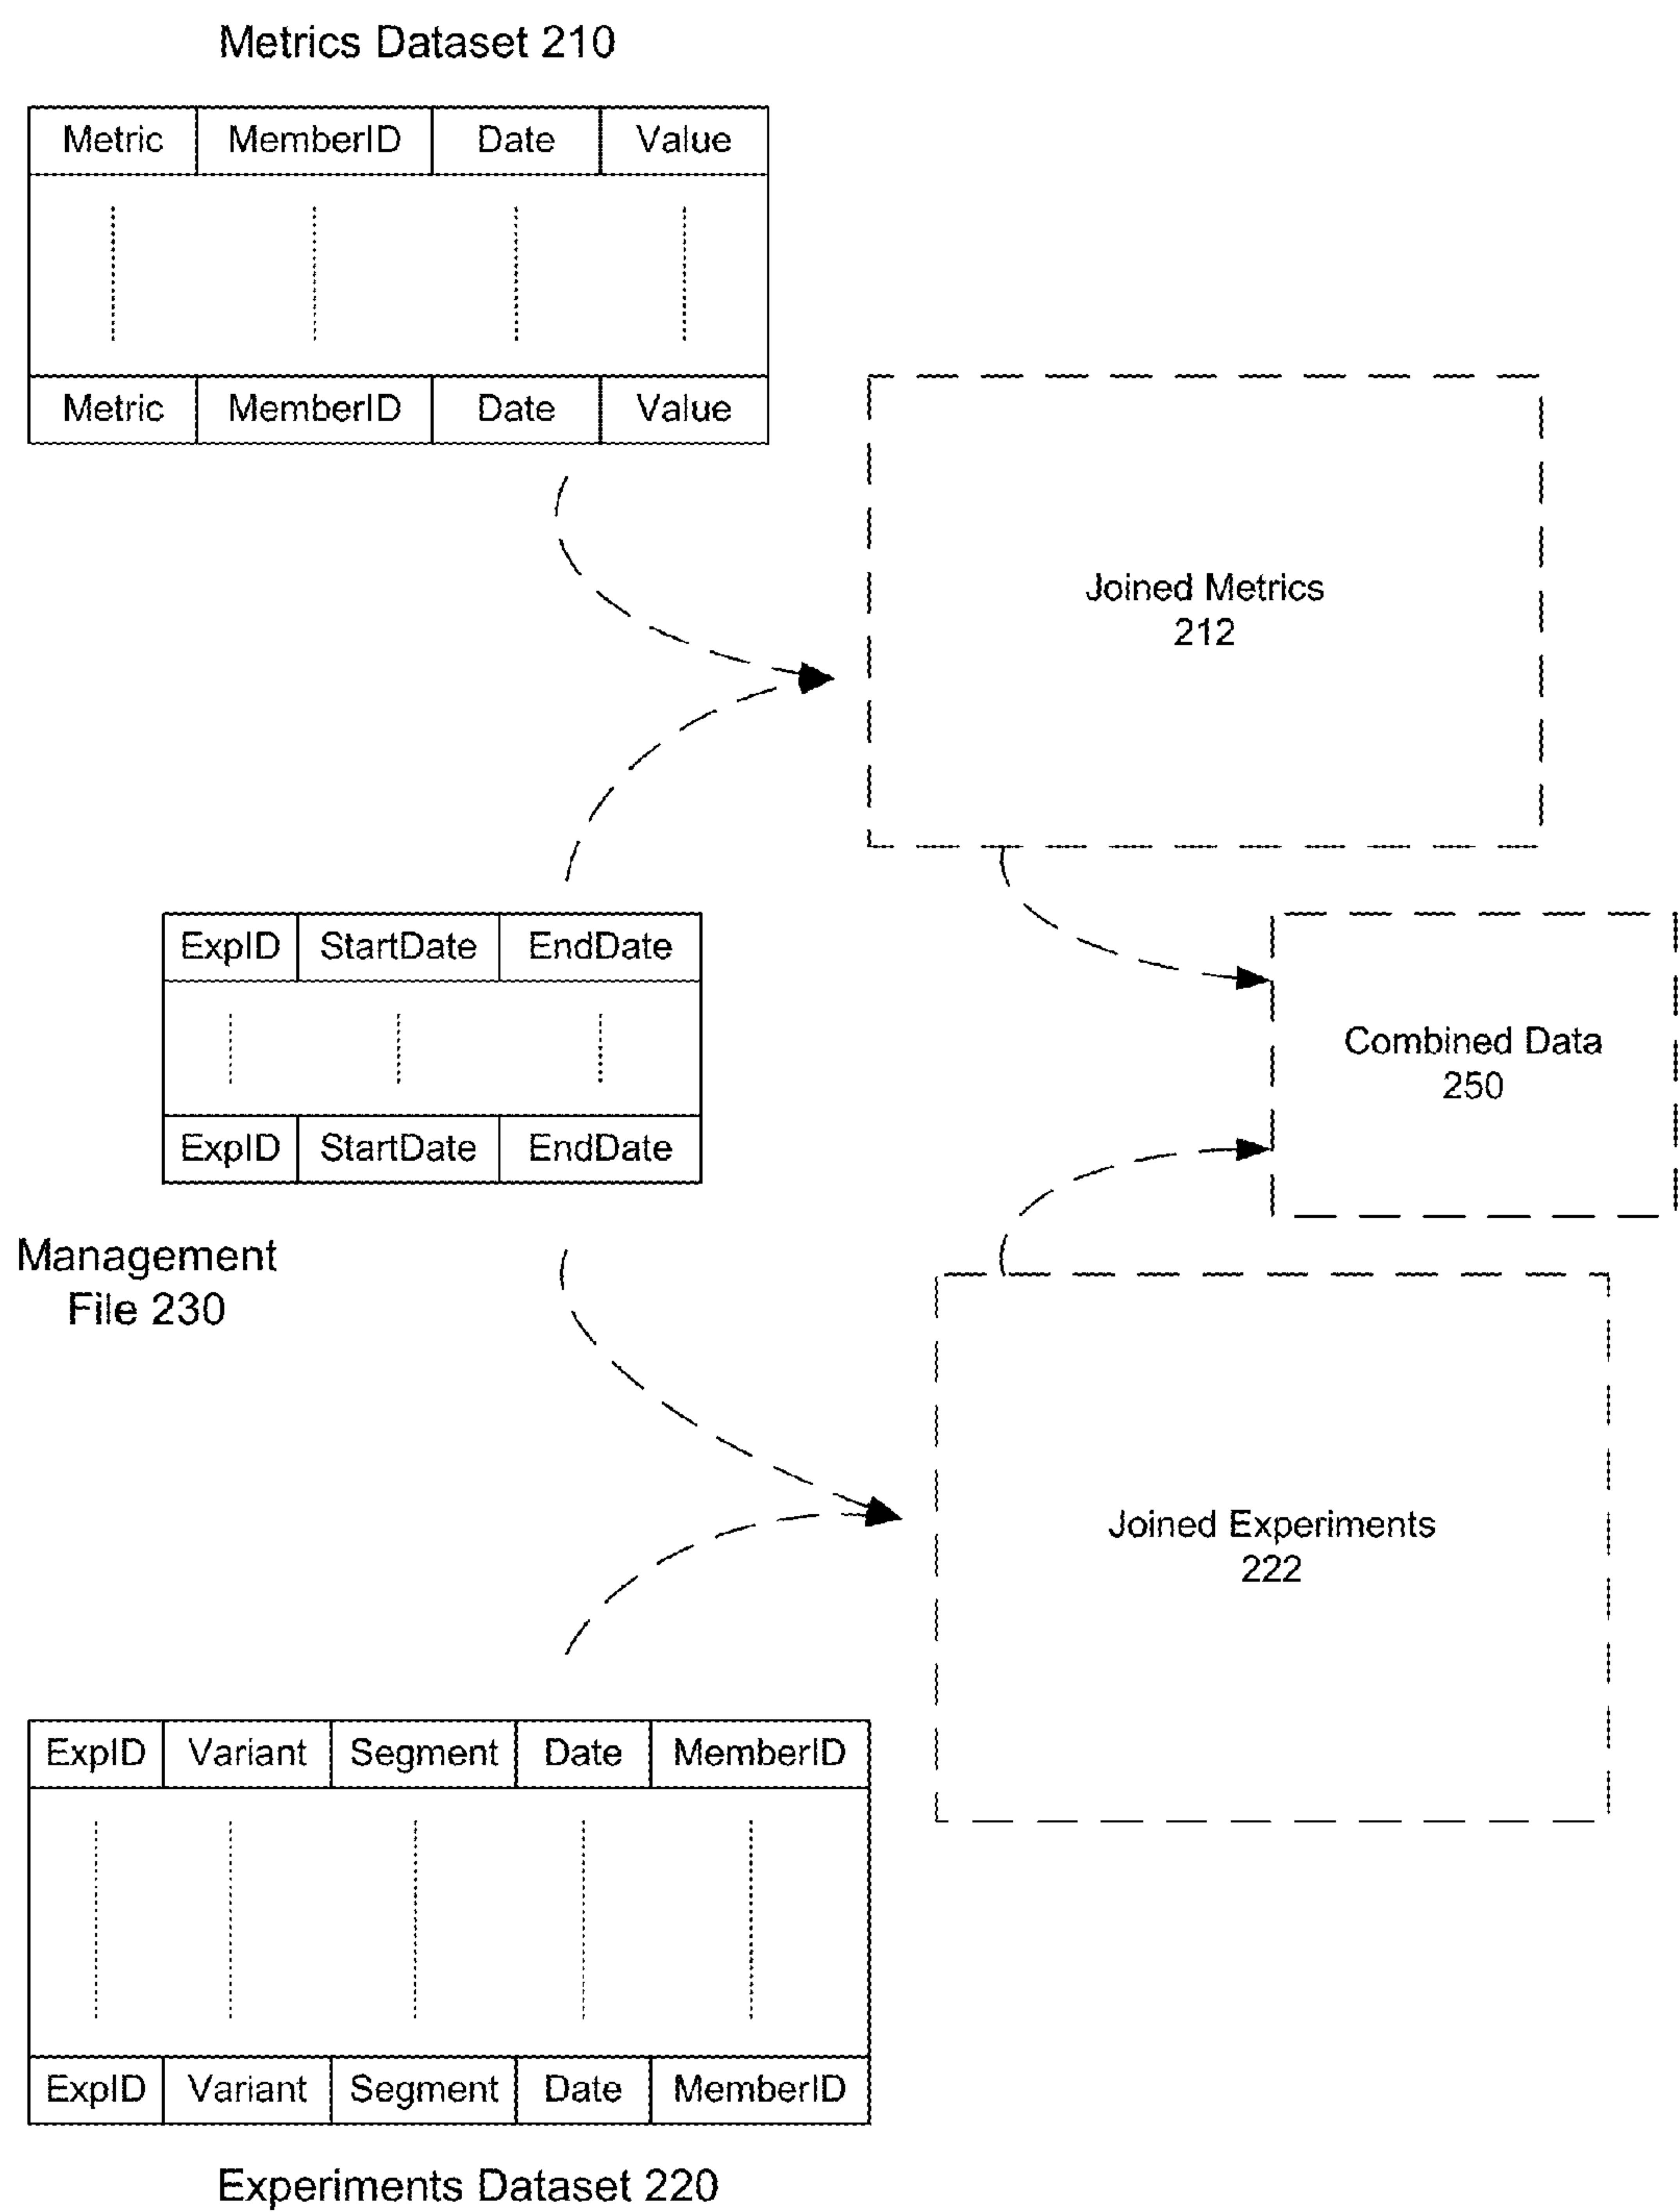 Metrics Dataset 210
Metric MemberID Date Value
Metric MemberID Date Value
Joined Metrics
212
ExpID StartDate EndDate
ExpID StartDate EndDate
Management
File 230
Combined Data
250
Joined Experiments
222
ExpID Variant Segment Date MemberID
ExpID Variant Segment Date MemberID
Experiments Dataset 220